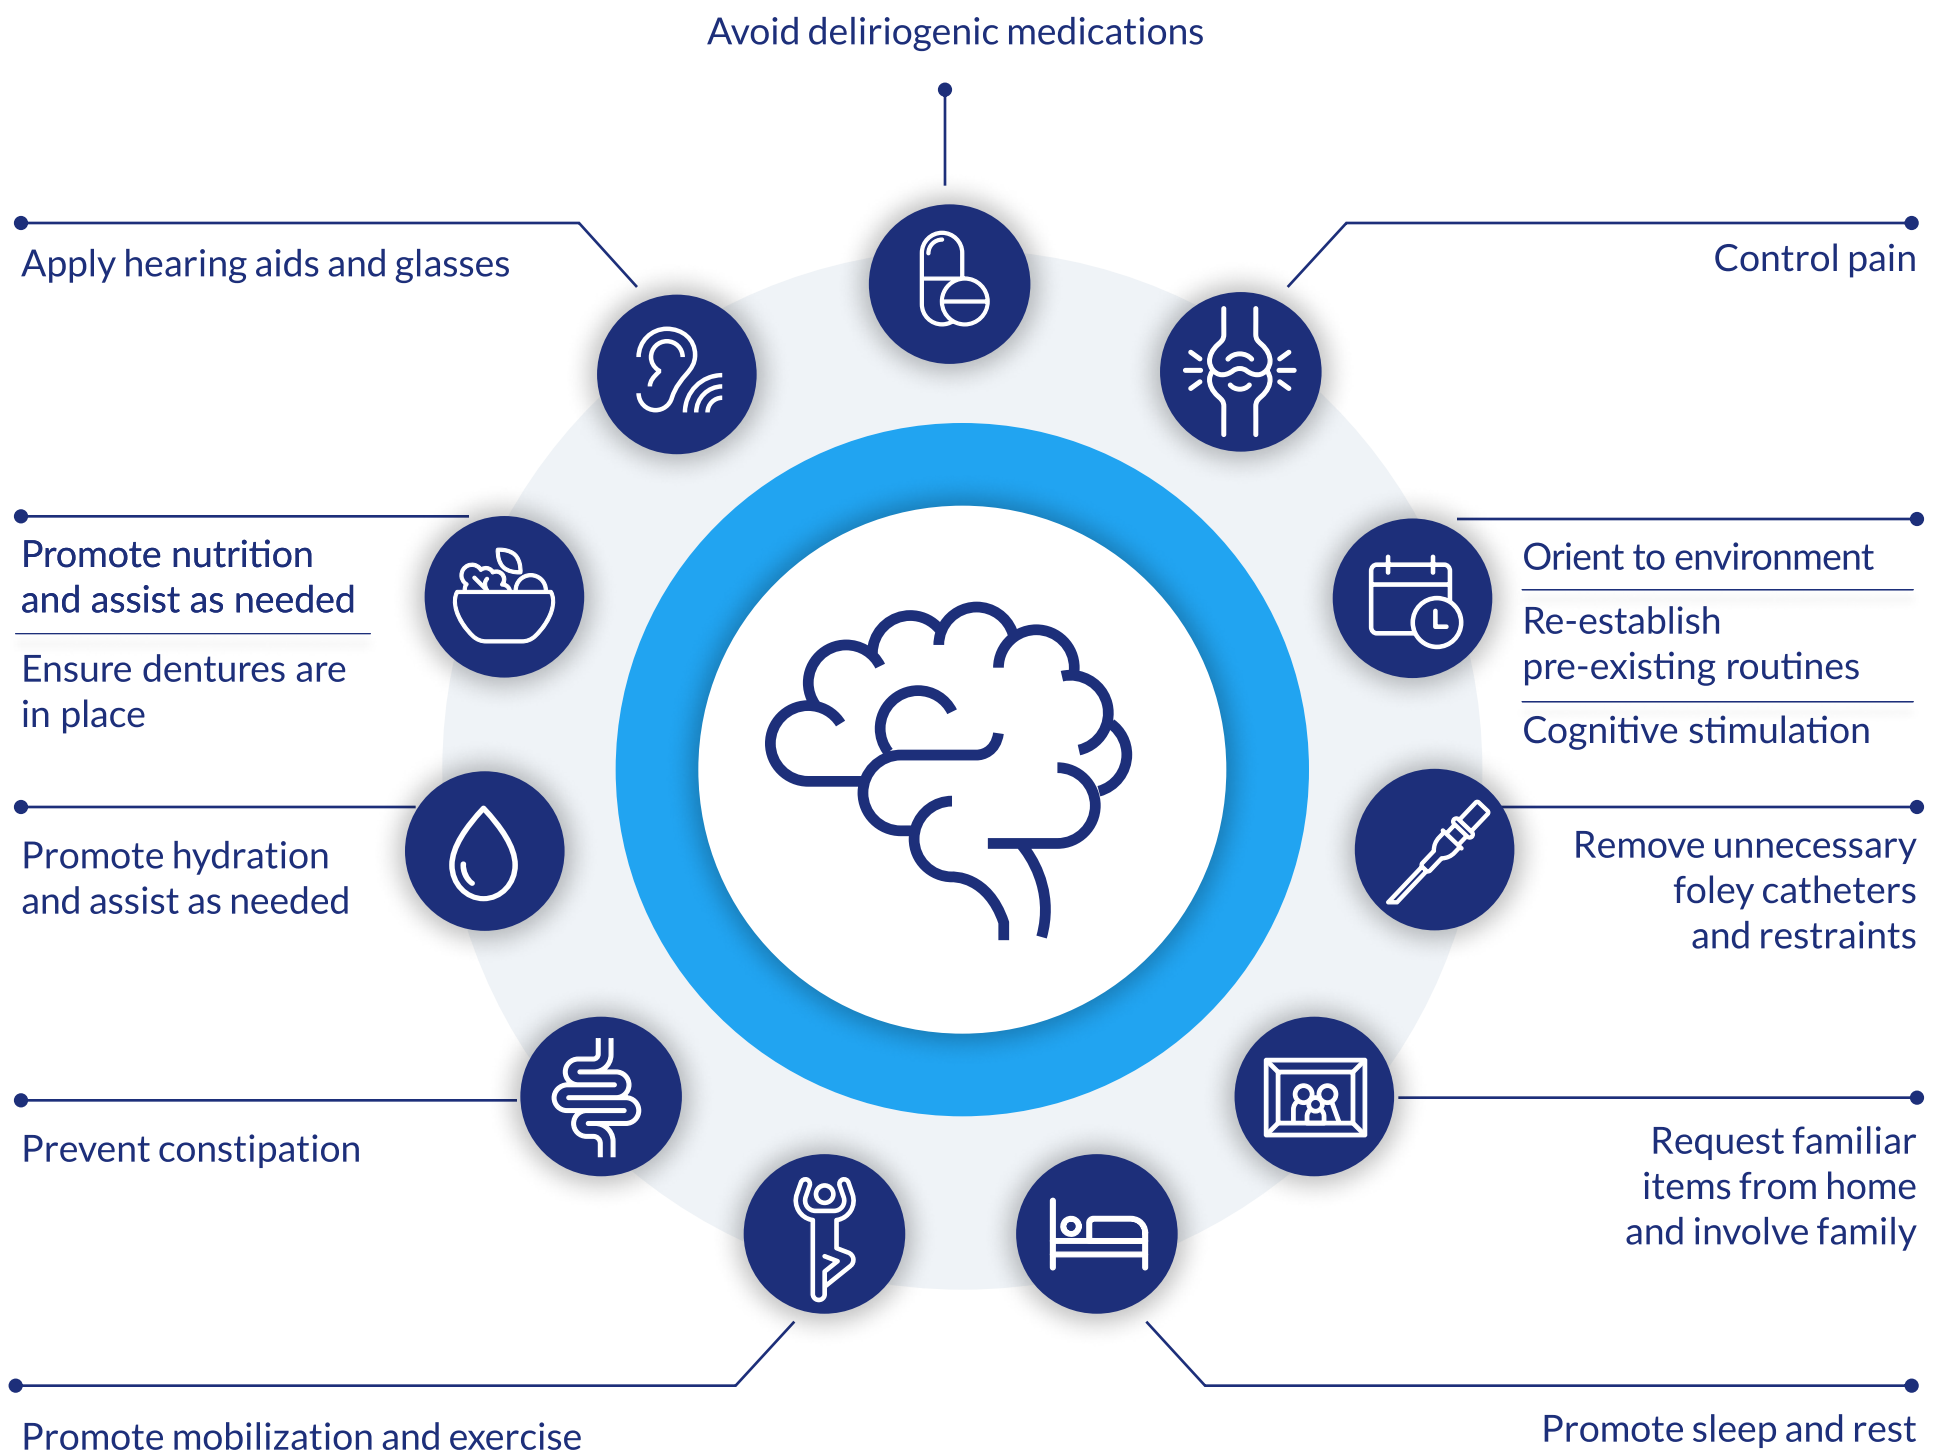 Avoid deliriogenic medications
Apply hearing aids and glasses
Control pain
Promote nutrition
and assist as needed
Ensure dentures are
in place
Orient to environment
Re-establish
pre-existing routines
Cognitive stimulation
Promote hydration
and assist as needed
Remove unnecessary
foley catheters
and restraints
Prevent constipation
Request familiar
items from home
and involve family
Promote mobilization and exercise
Promote sleep and rest